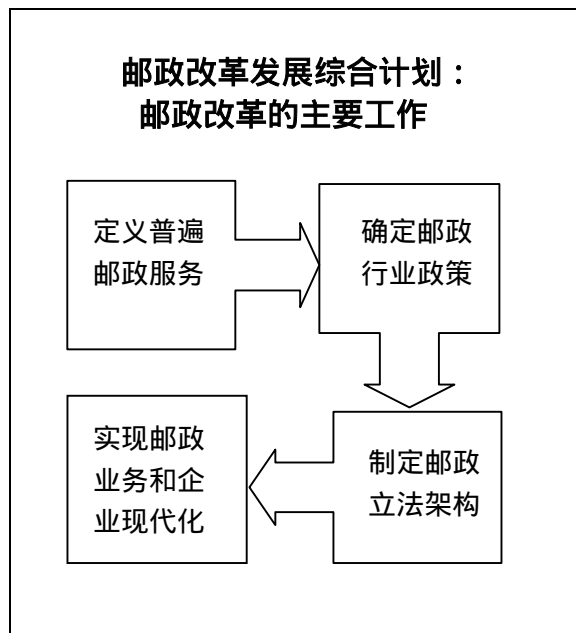 邮政改革发展综合计划：
邮政改革的主要工作
定义普遍
邮政服务
确定邮政
行业政策
制定邮政
立法架构
实现邮政
业务和企
业现代化